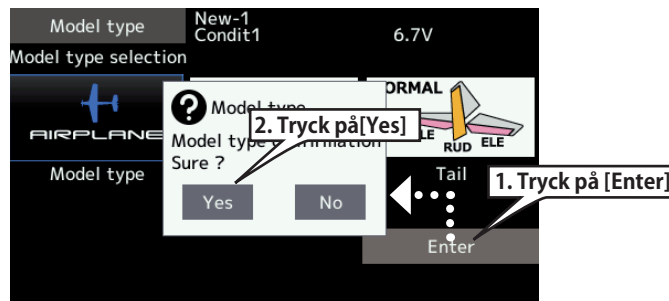 Model type
New-1
Condit1
6.7V
Model type selection
AIRPLANE
Model type
NORMAL
ELE
RUD
ELE
Tail
Model type
Sure ?
Yes
No
2. Tryck på[Yes]
1. Tryck på [Enter]
Enter